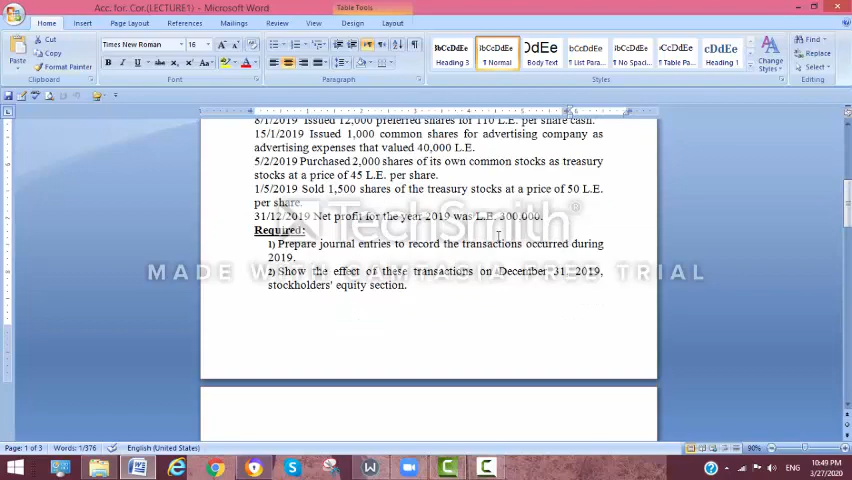 Acc. for. Cor.(LECTURE1) - Microsoft Word
Table Tools
Home Insert Page Layout References Mailings Review View Design Layout
Cut
Copy
Format Painter
Paste
Clipboard
Times New Roman 16
Font
Paragraph
AaBbCcDdEe Heading 3
¶ Normal
Body Text
¶ List Para...
¶ No Spaci...
¶ Table Pa...
Heading 1
Change Styles
Styles
Find
Replace
Select
Editing
8/1/2019 Issued 12,000 preferred shares for 110 L.E. per share cash.
15/1/2019 Issued 1,000 common shares for advertising company as
advertising expenses that valued 40,000 L.E.
5/2/2019 Purchased 2,000 shares of its own common stocks as treasury
stocks at a price of 45 L.E. per share.
1/5/2019 Sold 1,500 shares of the treasury stocks at a price of 50 L.E.
per share.
31/12/2019 Net profit for the year 2019 was L.E. 300.000.
Required:
1) Prepare journal entries to record the transactions occurred during
2019.
2) Show the effect of these transactions on December 31, 2019,
stockholders' equity section.
TechSmith
MADE WITH CAMTASIA FREE TRIAL
Page: 1 of 3 Words: 1/376 English (United States) 90%
ENG 10:49 PM
3/27/2020